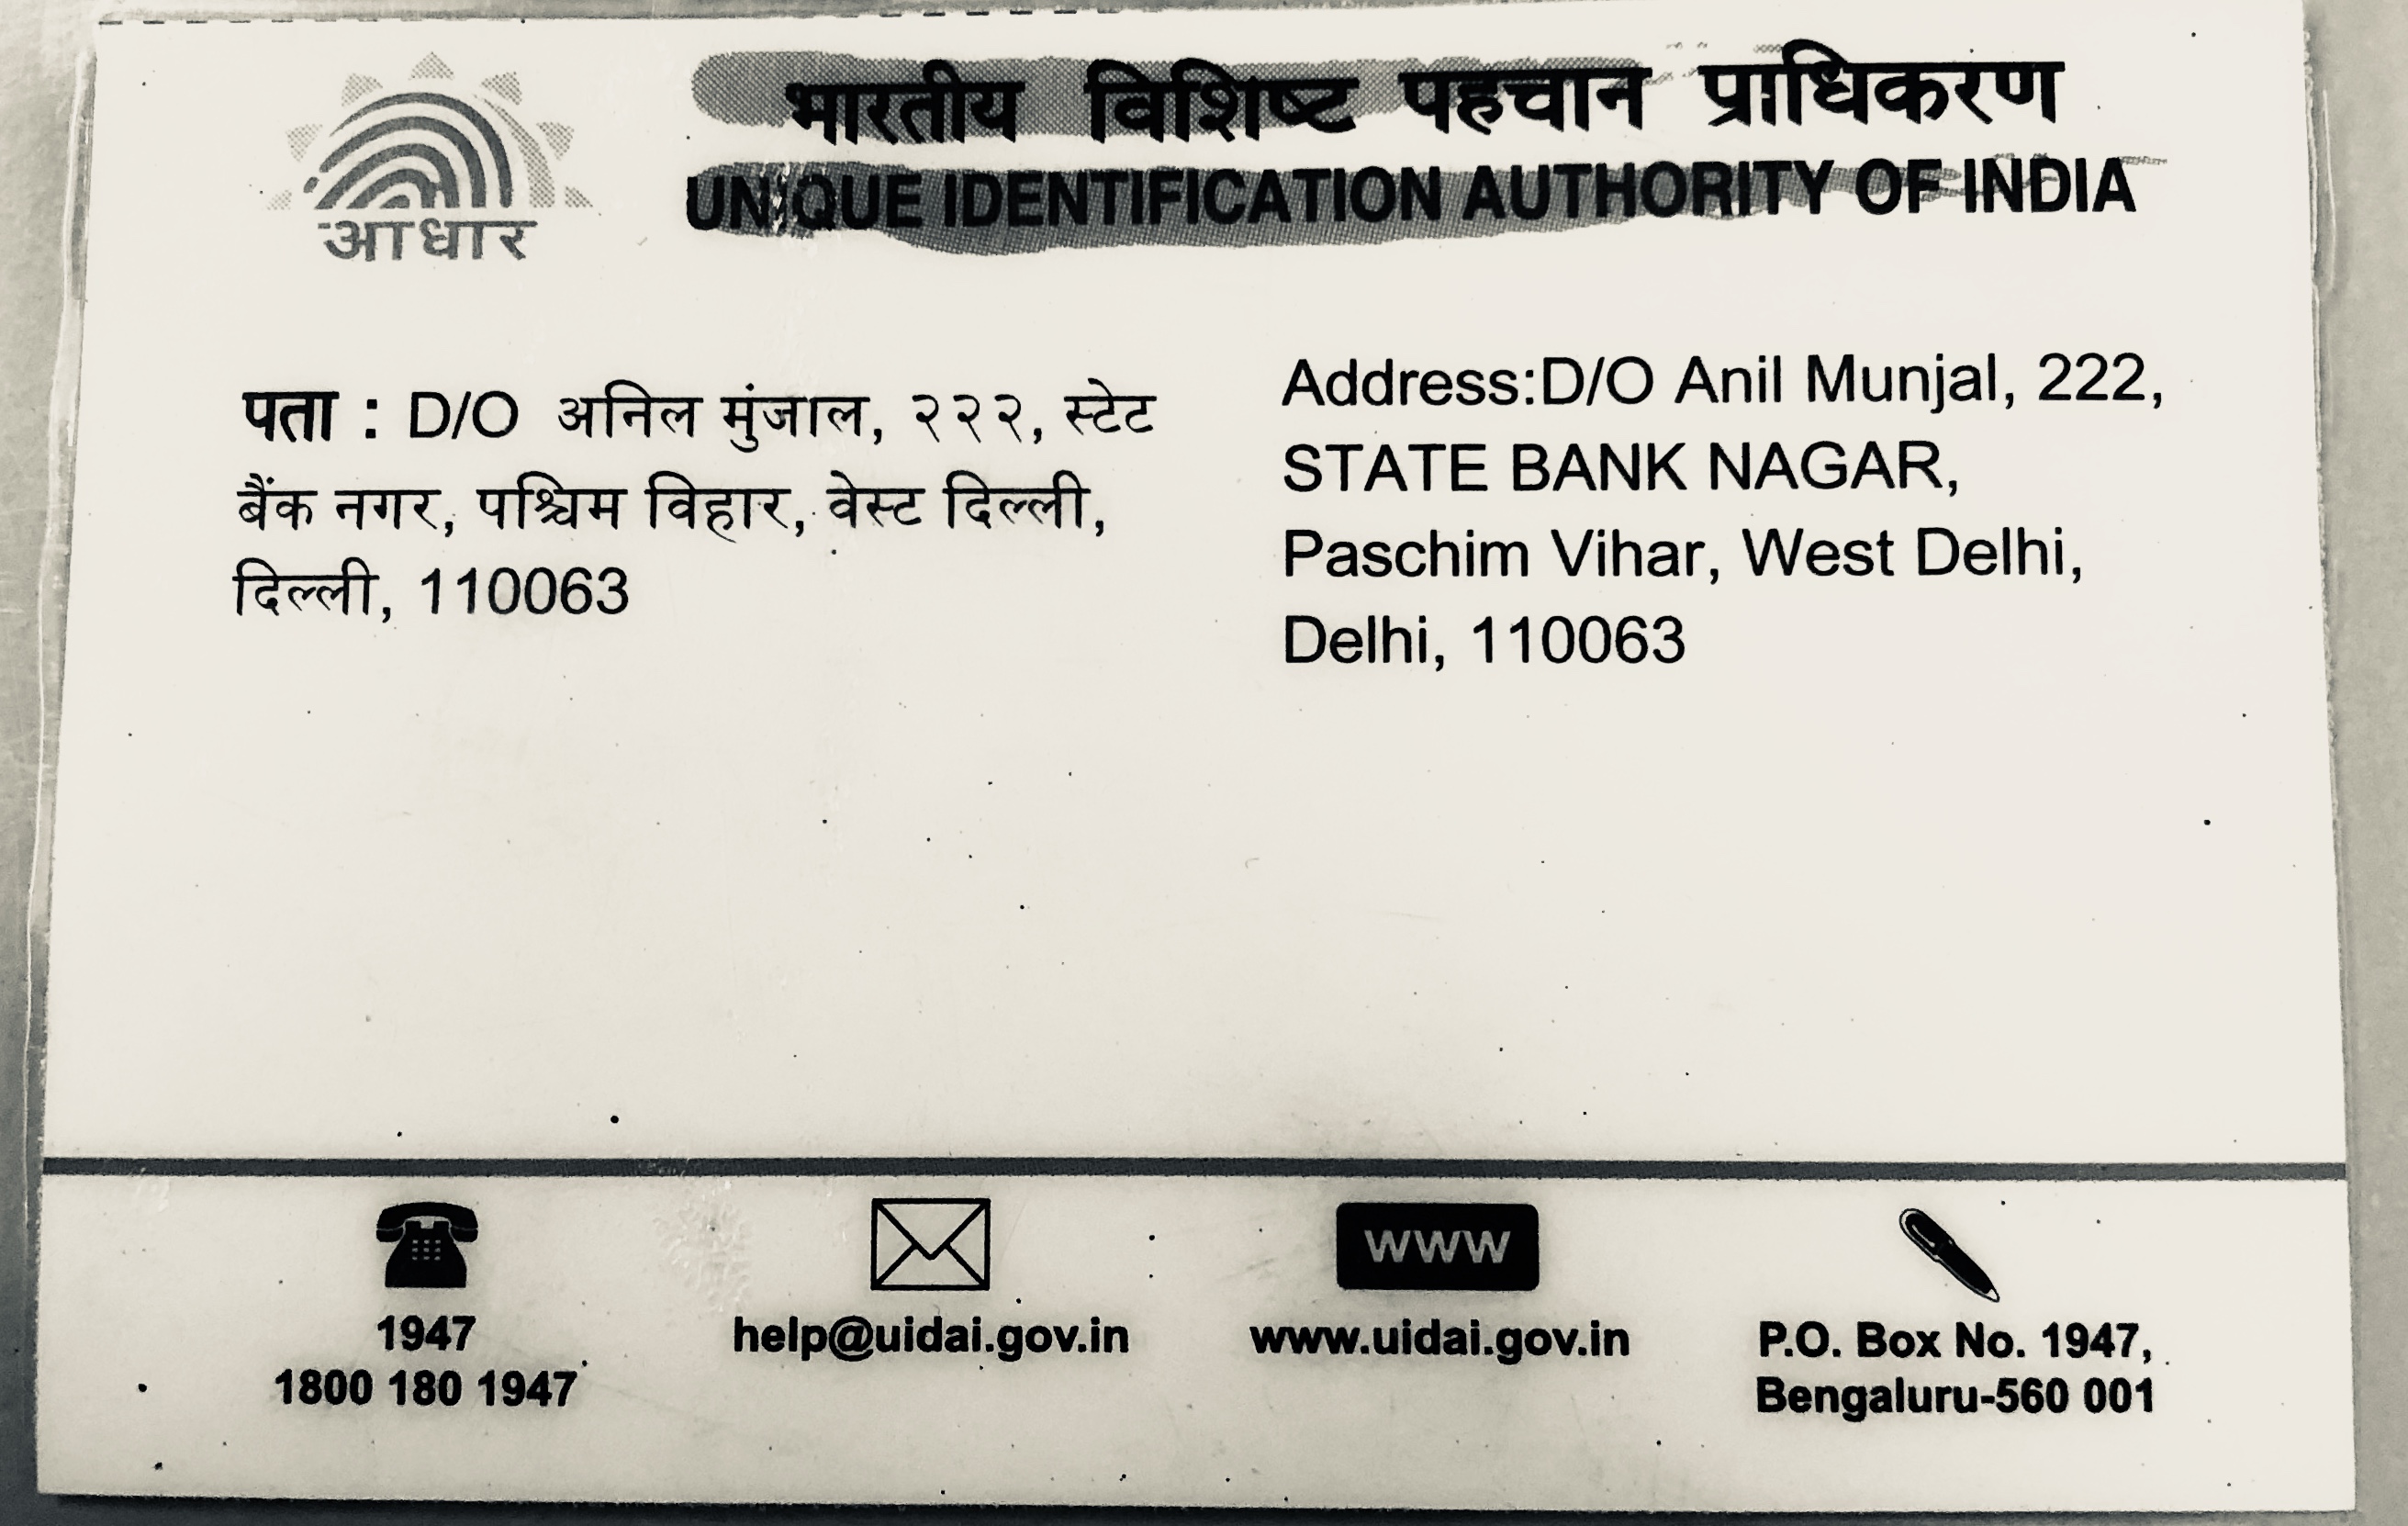 भारतीय विशिष्ट पहचान प्राधिकरण
UNIQUE IDENTIFICATION AUTHORITY OF INDIA
आधार
पता : D/O अनिल मुंजाल, २२२, स्टेट
बैंक नगर, पश्चिम विहार, वेस्ट दिल्ली,
दिल्ली, 110063
Address:D/O Anil Munjal, 222,
STATE BANK NAGAR,
Paschim Vihar, West Delhi,
Delhi, 110063
1947
1800 180 1947
help@uidai.gov.in
www
www.uidai.gov.in
P.O. Box No. 1947,
Bengaluru-560 001